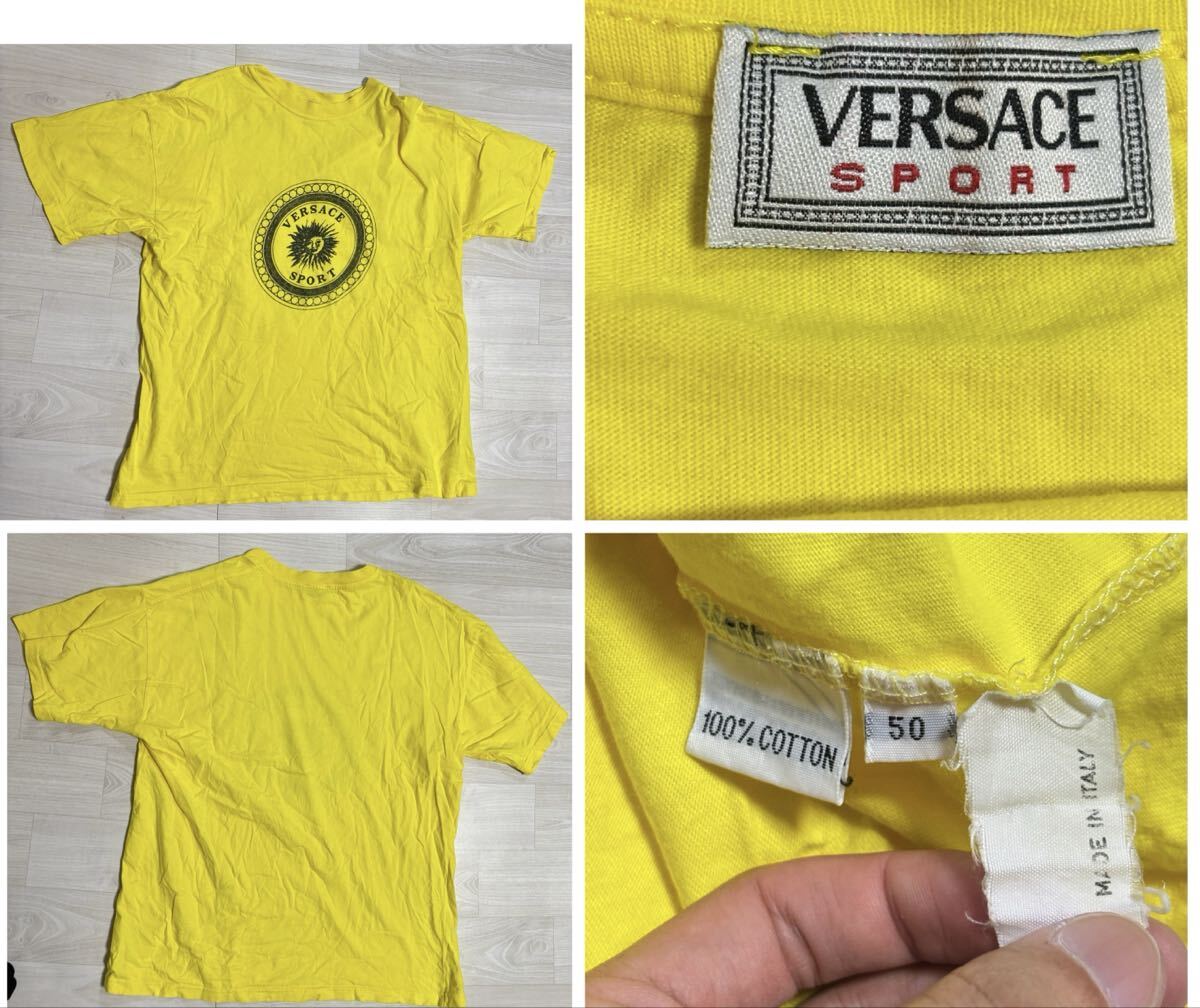 VERSACE
SPORT
VERSACE
SPORT
100% COTTON
50
MADE IN ITALY